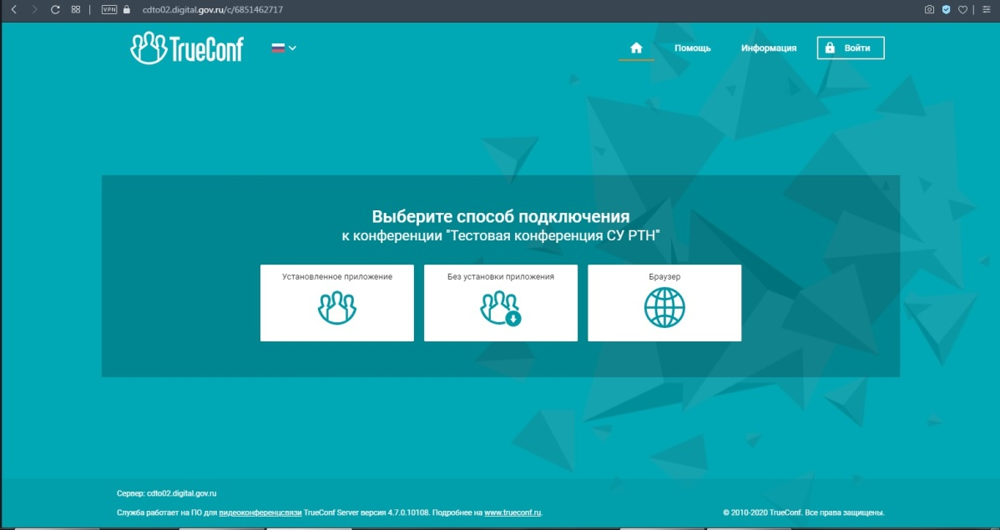 VPN
cdto02.digital.gov.ru/c/6851462717
TrueConf
Помощь
Информация
Войти
Выберите способ подключения
к конференции "Тестовая конференция СУ РТН"
Установленное приложение
Без установки приложения
Браузер
Сервер: cdto02.digital.gov.ru
Служба работает на ПО для видеоконференцсвязи TrueConf Server версия 4.7.0.10108. Подробнее на www.trueconf.ru.
© 2010-2020 TrueConf. Все права защищены.